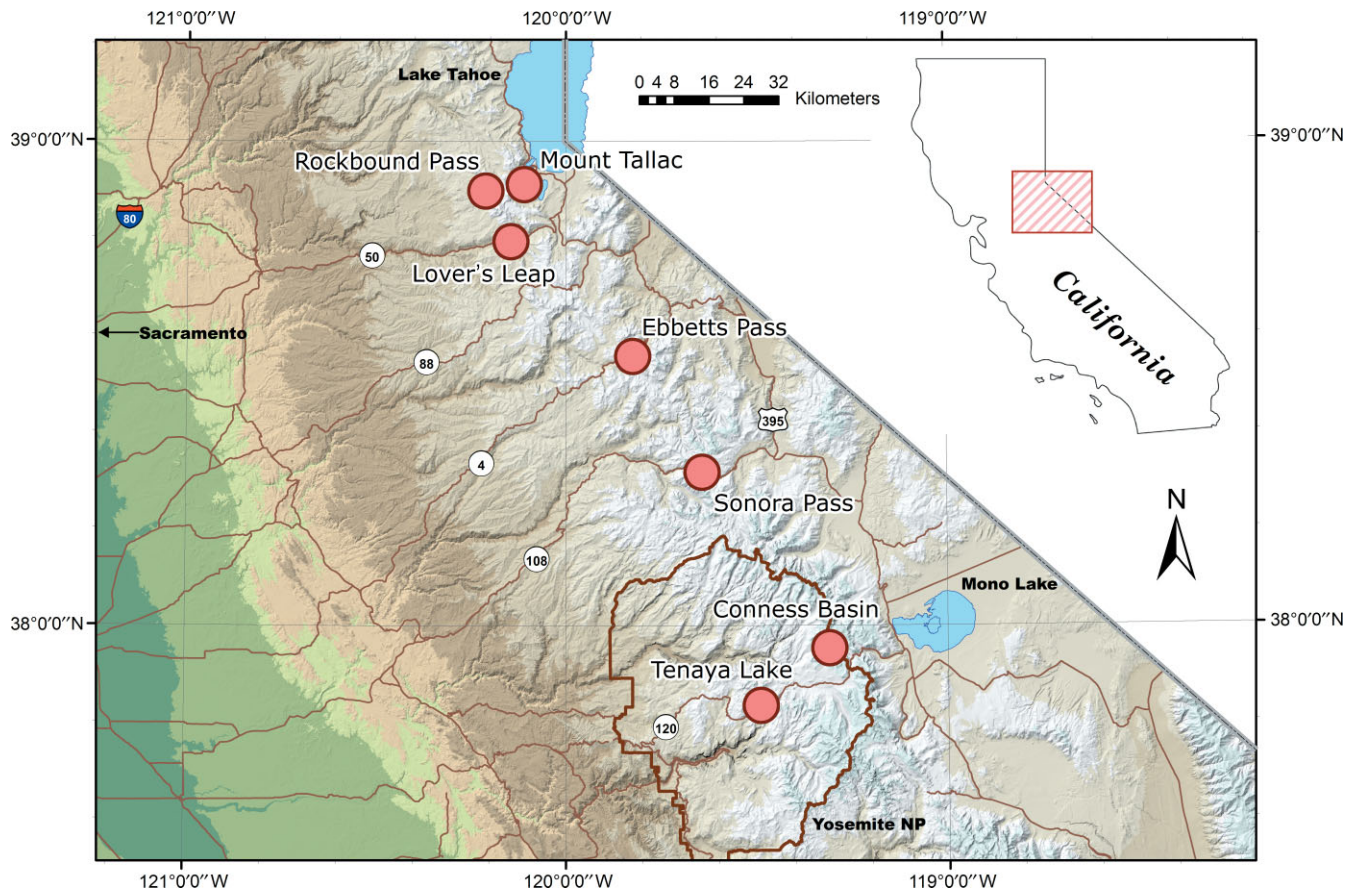 121°0'0"W
120°0'0"W
119°0'0"W
Lake Tahoe
0 4 8 16 24 32
Kilometers
39°0'0"N
39°0'0"N
Rockbound Pass
Mount Tallac
80
50
Lover's Leap
California
Ebbetts Pass
Sacramento
88
395
4
Sonora Pass
N
108
Mono Lake
Conness Basin
38°0'0"N
38°0'0"N
Tenaya Lake
120
Yosemite NP
121°0'0"W
120°0'0"W
119°0'0"W